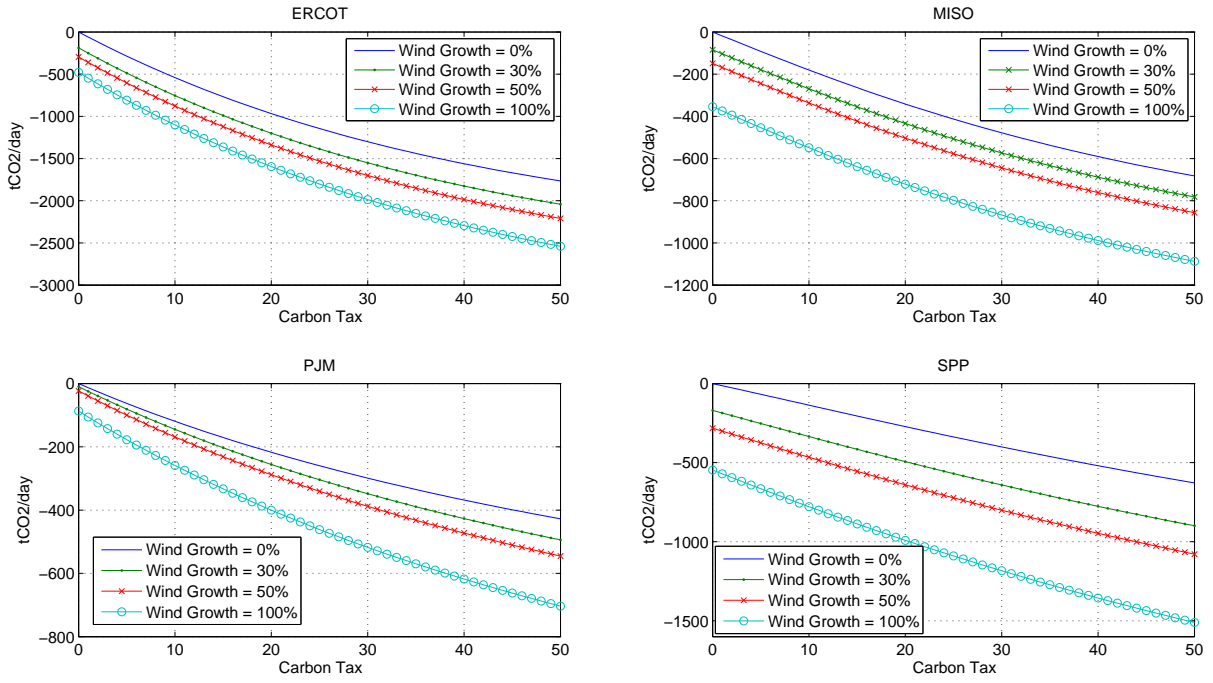 ERCOT
0
−500
−1000
−1500
−2000
−2500
−3000
tCO2/day
Wind Growth = 0%
Wind Growth = 30%
Wind Growth = 50%
Wind Growth = 100%
0 10 20 30 40 50
Carbon Tax
MISO
0
−200
−400
−600
−800
−1000
−1200
tCO2/day
Wind Growth = 0%
Wind Growth = 30%
Wind Growth = 50%
Wind Growth = 100%
0 10 20 30 40 50
Carbon Tax
PJM
0
−200
−400
−600
−800
tCO2/day
Wind Growth = 0%
Wind Growth = 30%
Wind Growth = 50%
Wind Growth = 100%
0 10 20 30 40 50
Carbon Tax
SPP
0
−500
−1000
−1500
tCO2/day
Wind Growth = 0%
Wind Growth = 30%
Wind Growth = 50%
Wind Growth = 100%
0 10 20 30 40 50
Carbon Tax